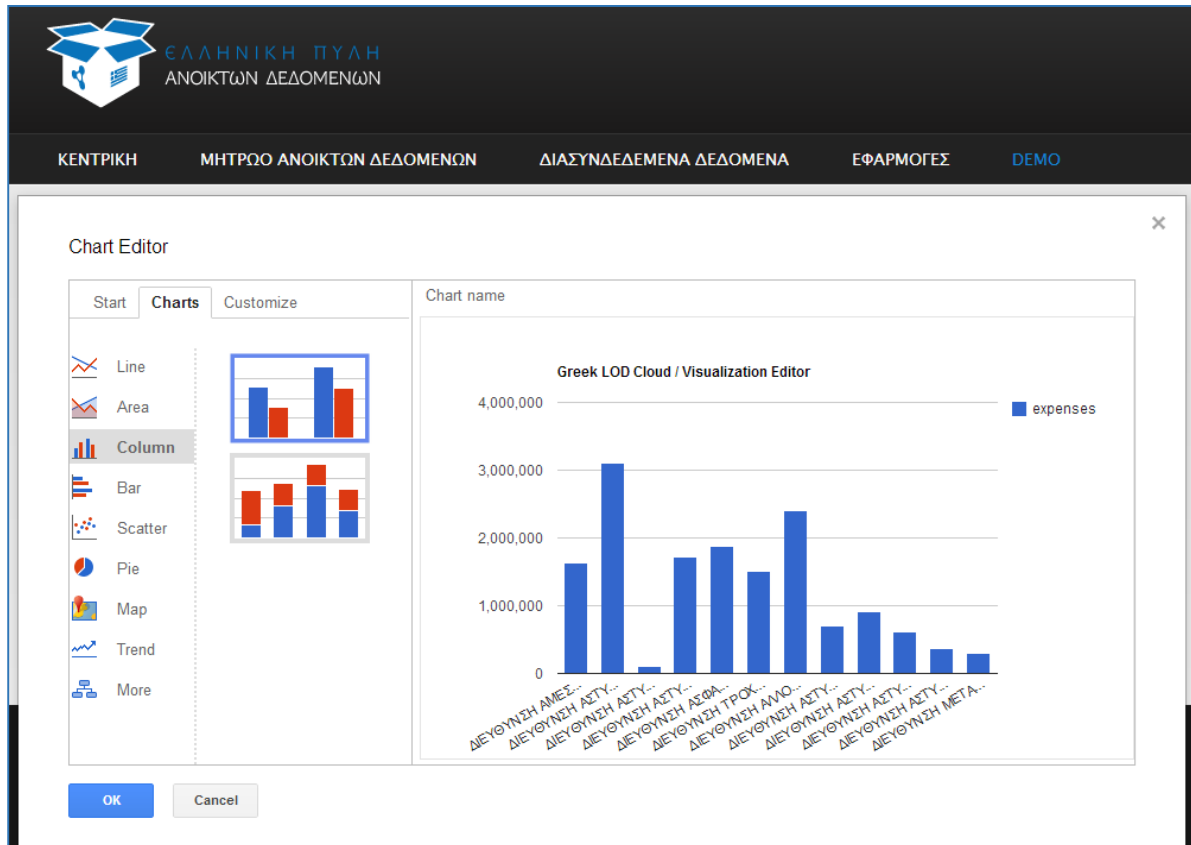 ΕΛΛΗΝΙΚΗ ΠΥΛΗ
ΑΝΟΙΚΤΩΝ ΔΕΔΟΜΕΝΩΝ
ΚΕΝΤΡΙΚΗ ΜΗΤΡΩΟ ΑΝΟΙΚΤΩΝ ΔΕΔΟΜΕΝΩΝ ΔΙΑΣΥΝΔΕΔΕΜΕΝΑ ΔΕΔΟΜΕΝΑ ΕΦΑΡΜΟΓΕΣ DEMO
×
Chart Editor
Start Charts Customize
Line
Area
Column
Bar
Scatter
Pie
Map
Trend
More
Chart name
Greek LOD Cloud / Visualization Editor
4,000,000
3,000,000
2,000,000
1,000,000
0
expenses
ΔΙΕΥΘΥΝΣΗ ΑΜΕΣ...
ΔΙΕΥΘΥΝΣΗ ΑΣΤΥ...
ΔΙΕΥΘΥΝΣΗ ΑΣΤΥ...
ΔΙΕΥΘΥΝΣΗ ΑΣΤΥ...
ΔΙΕΥΘΥΝΣΗ ΑΣΦΑ...
ΔΙΕΥΘΥΝΣΗ ΤΡΟΧ...
ΔΙΕΥΘΥΝΣΗ ΑΛΛΟ...
ΔΙΕΥΘΥΝΣΗ ΑΣΤΥ...
ΔΙΕΥΘΥΝΣΗ ΑΣΤΥ...
ΔΙΕΥΘΥΝΣΗ ΑΣΤΥ...
ΔΙΕΥΘΥΝΣΗ ΑΣΤΥ...
ΔΙΕΥΘΥΝΣΗ ΜΕΤΑ...
OK Cancel